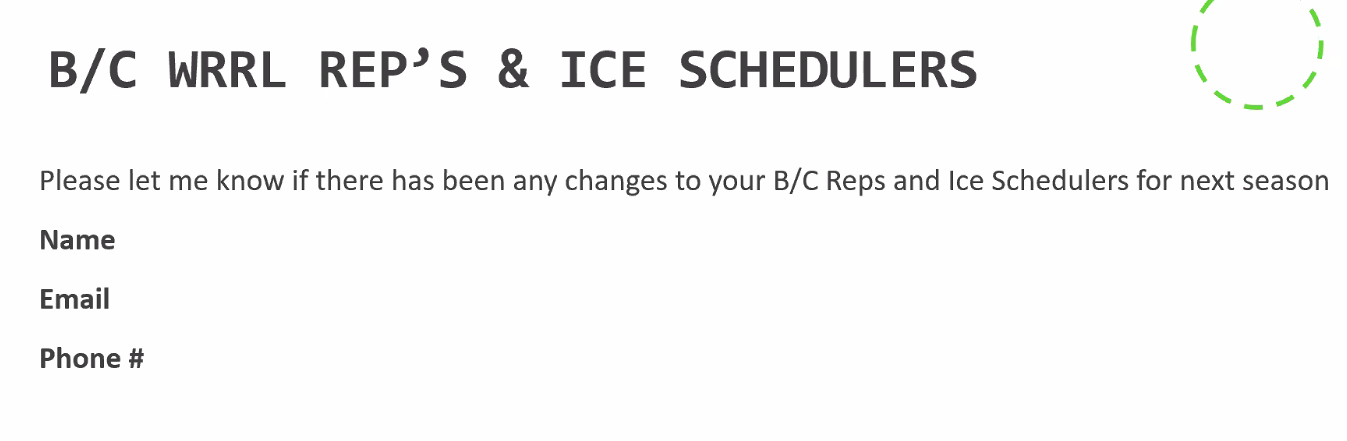 B/C WRRL REP’S & ICE SCHEDULERS
Please let me know if there has been any changes to your B/C Reps and Ice Schedulers for next season
Name
Email
Phone #